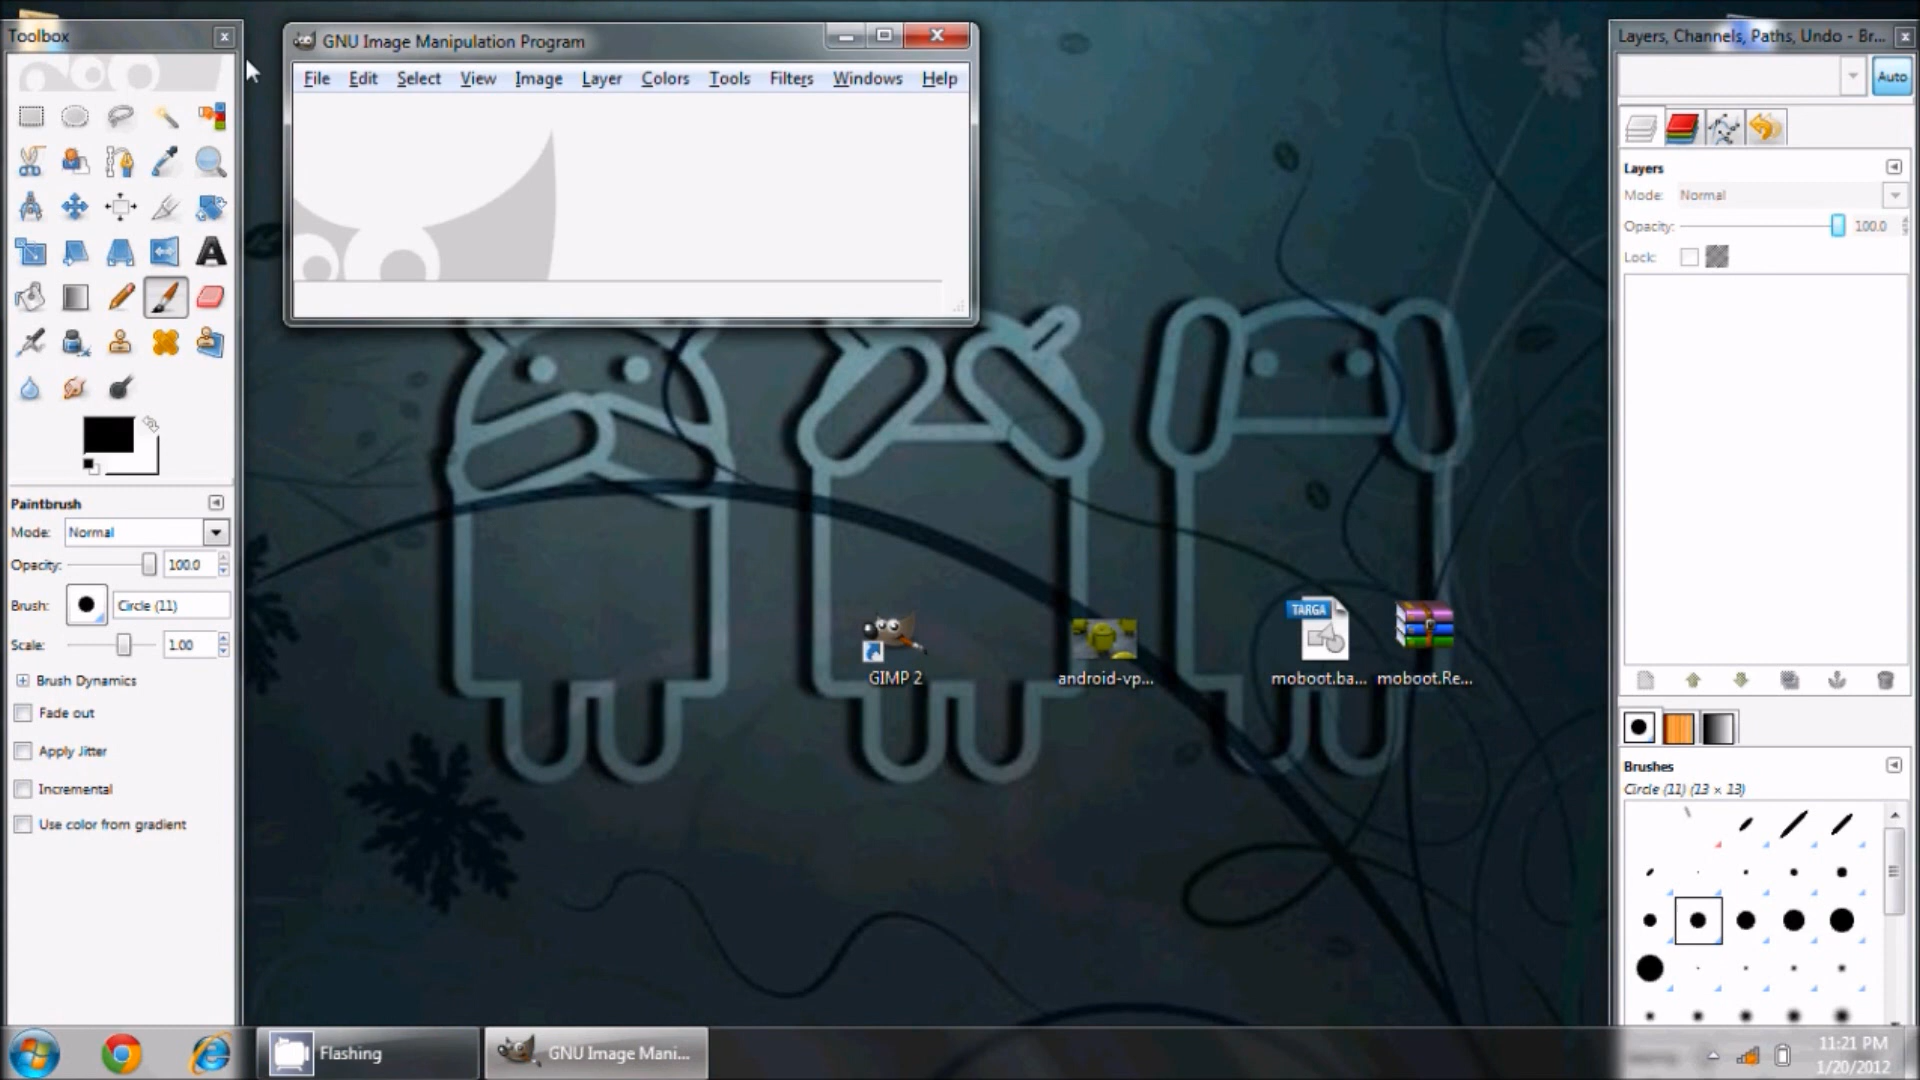 Toolbox
GNU Image Manipulation Program
File Edit Select View Image Layer Colors Tools Filters Windows Help
Layers, Channels, Paths, Undo - Br...
Auto
Layers
Mode: Normal
Opacity: 100.0
Lock:
Paintbrush
Mode: Normal
Opacity: 100.0
Brush: Circle (11)
Scale: 1.00
Brush Dynamics
Fade out
Apply Jitter
Incremental
Use color from gradient
TARGA
GIMP 2
android-vp...
moboot.ba...
moboot.Re...
Brushes
Circle (11) (13 × 13)
Flashing
GNU Image Mani...
11:21 PM
1/20/2012